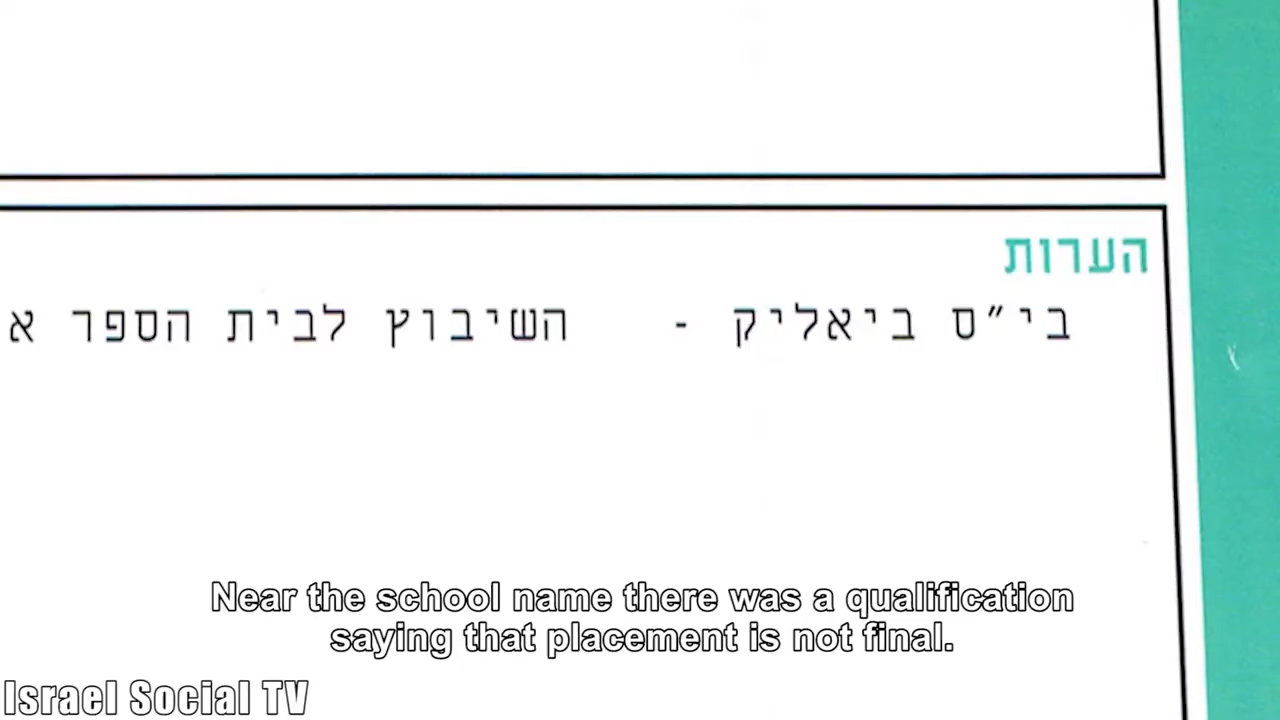 הערות
בי"ס ביאליק - השיבוץ לבית הספר
Near the school name there was a qualification
saying that placement is not final.
Israel Social TV